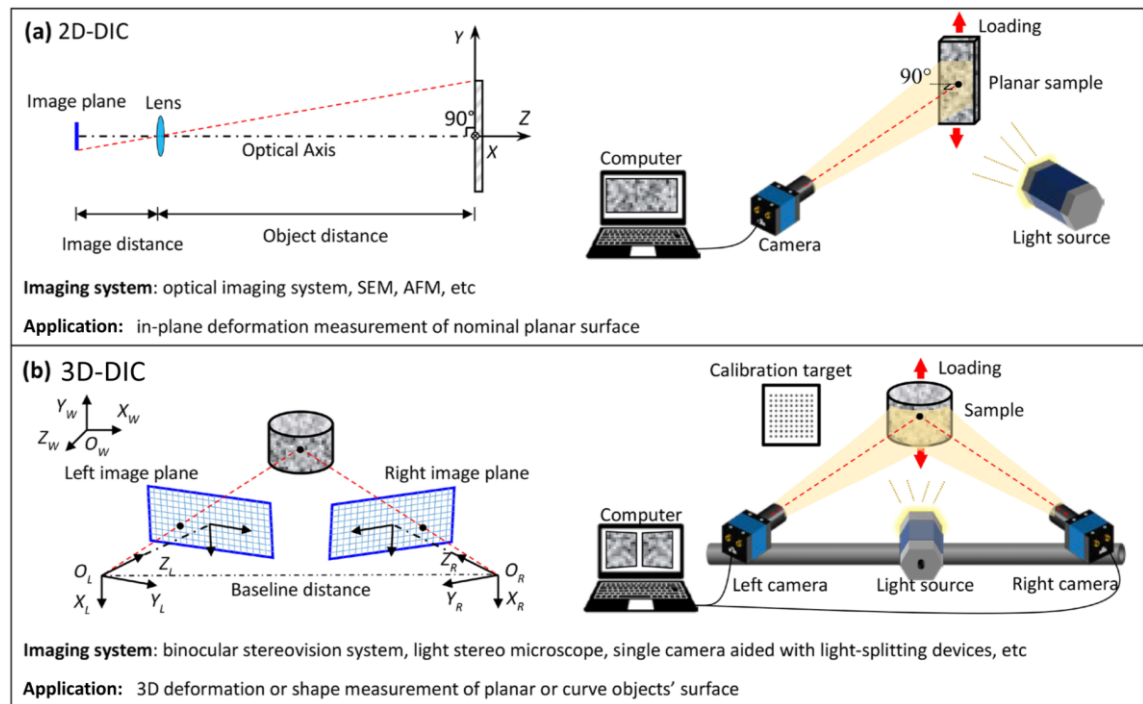 (a) 2D-DIC
Y
Image plane
Lens
90°
Z
X
Optical Axis
Image distance
Object distance
Loading
90°
Planar sample
Computer
Camera
Light source
Imaging system: optical imaging system, SEM, AFM, etc
Application: in-plane deformation measurement of nominal planar surface
(b) 3D-DIC
Y_W
X_W
Z_W
O_W
Left image plane
Right image plane
O_L
Z_L
Z_R
O_R
X_L
Y_L
Baseline distance
Y_R
X_R
Calibration target
Loading
Sample
Computer
Left camera
Light source
Right camera
Imaging system: binocular stereovision system, light stereo microscope, single camera aided with light-splitting devices, etc
Application: 3D deformation or shape measurement of planar or curve objects’ surface